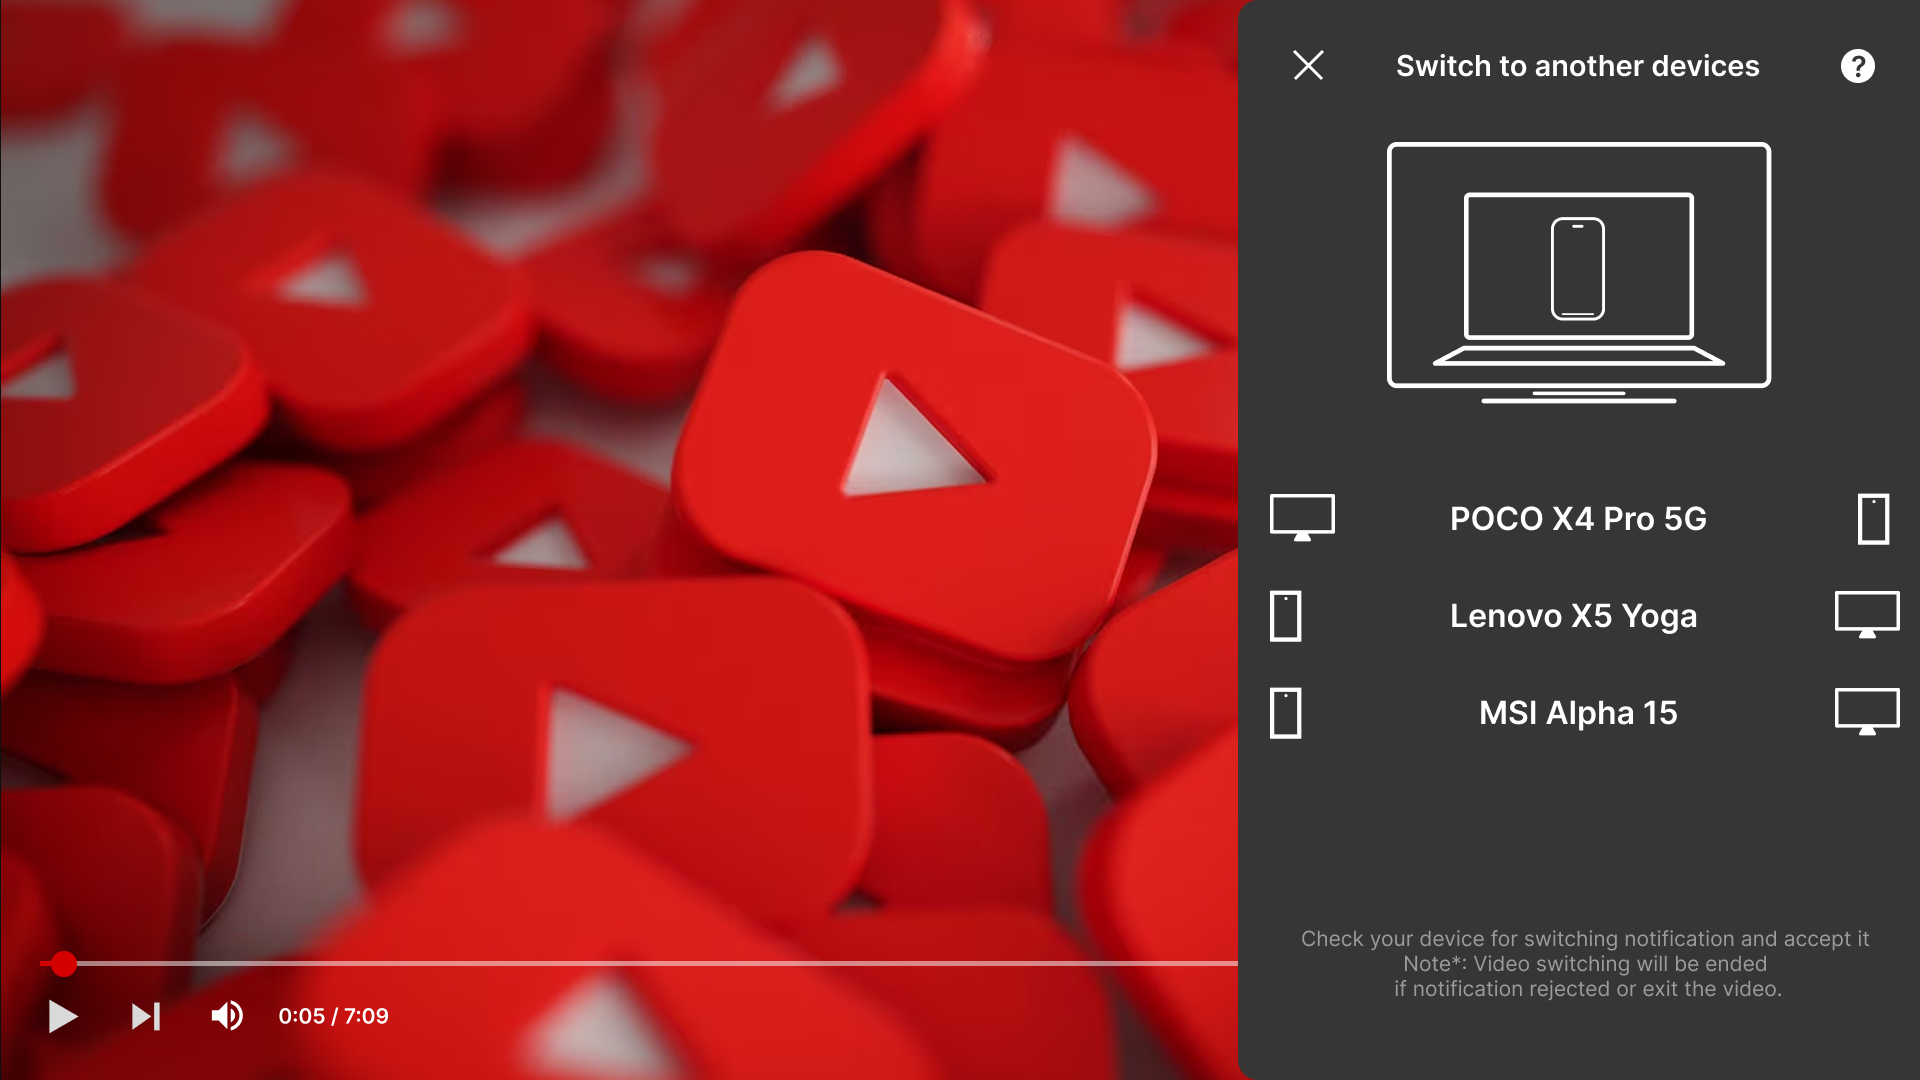 Switch to another devices
?
POCO X4 Pro 5G
Lenovo X5 Yoga
MSI Alpha 15
Check your device for switching notification and accept it
Note*: Video switching will be ended
if notification rejected or exit the video.
0:05 / 7:09